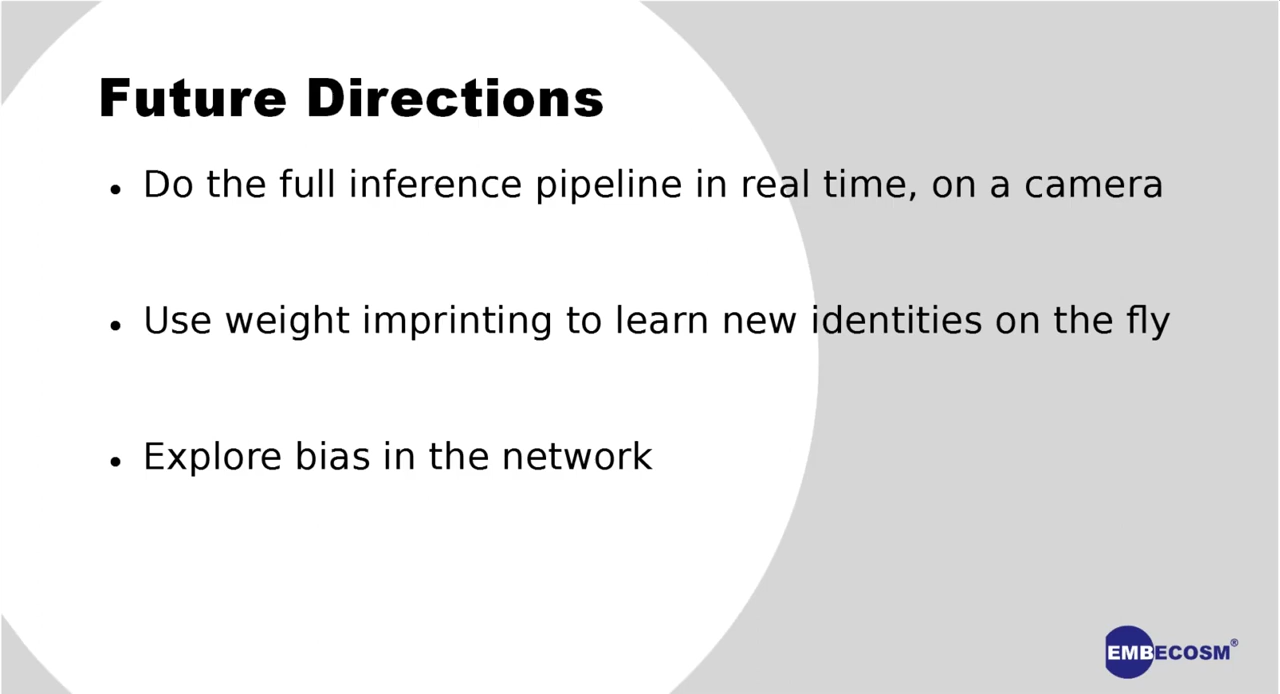 Future Directions
• Do the full inference pipeline in real time, on a camera
• Use weight imprinting to learn new identities on the fly
• Explore bias in the network
EMBECOSM®